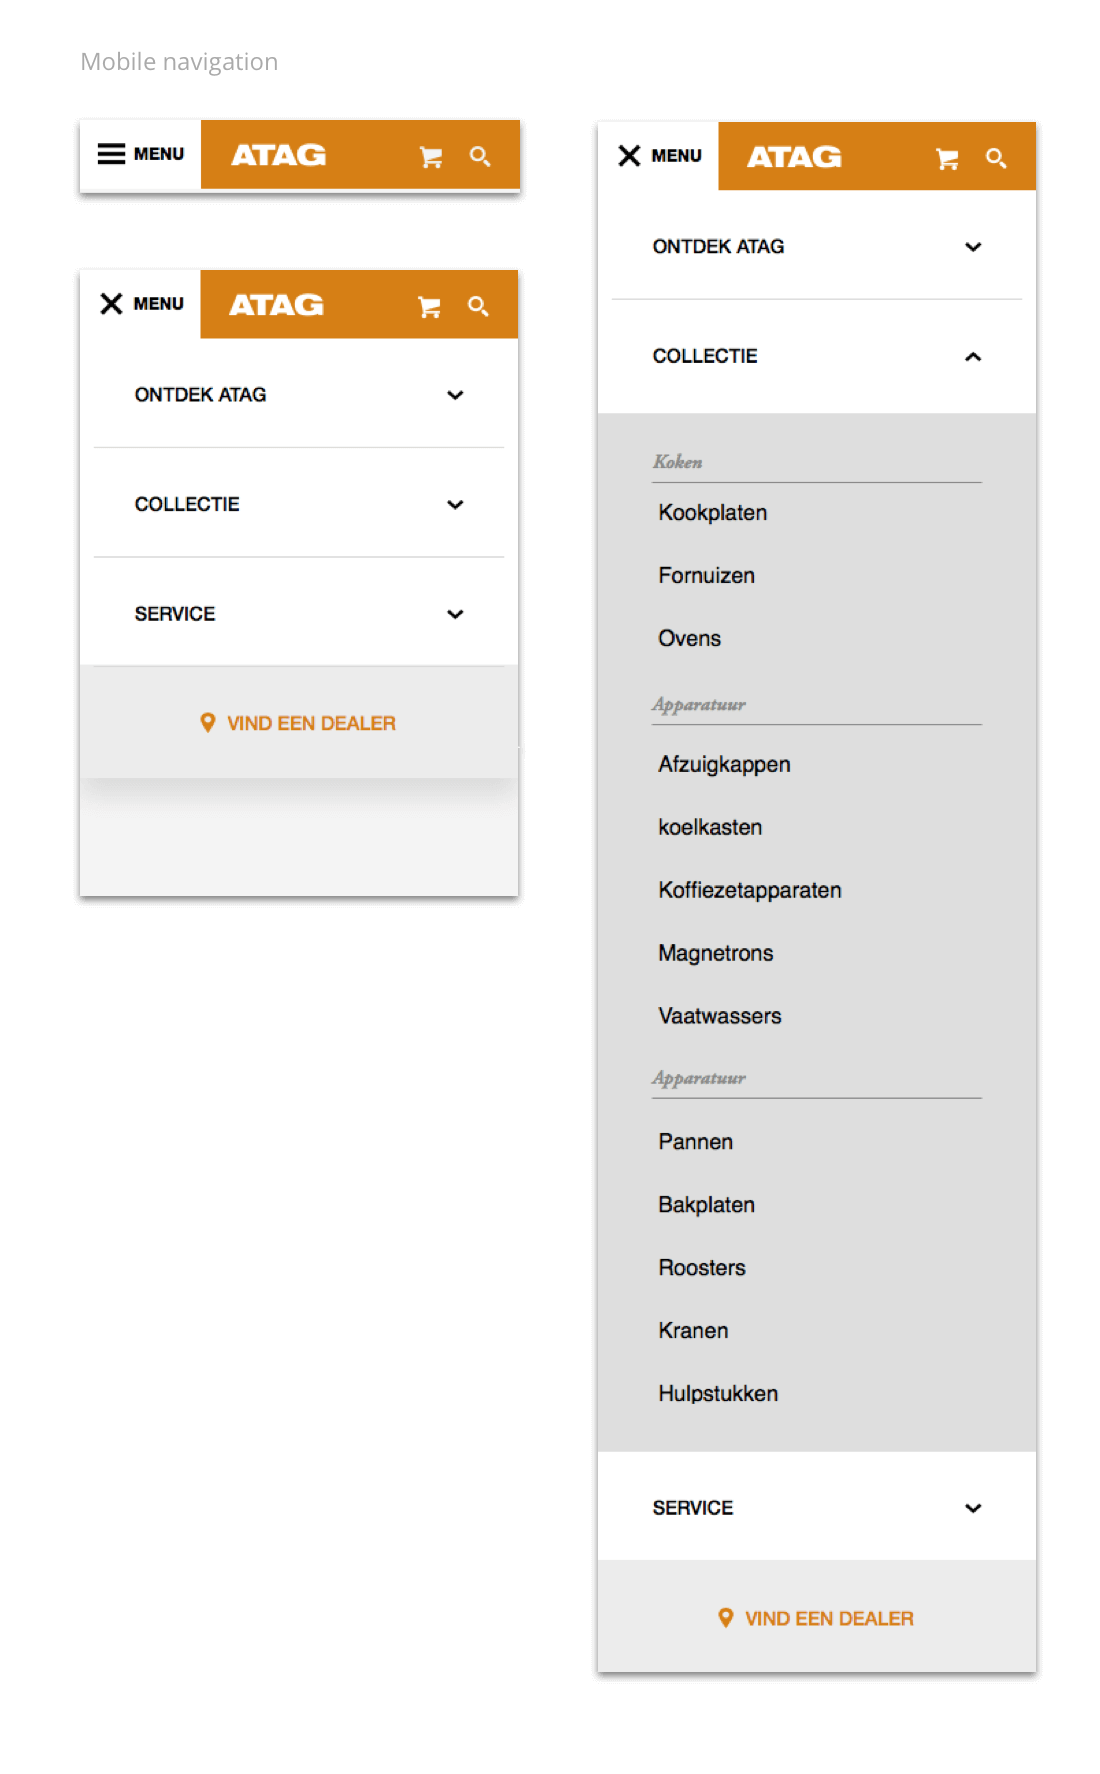 Mobile navigation
MENU ATAG
MENU ATAG
ONTDEK ATAG
COLLECTIE
SERVICE
VIND EEN DEALER
MENU ATAG
ONTDEK ATAG
COLLECTIE
Koken
Kookplaten
Fornuizen
Ovens
Apparatuur
Afzuigkappen
koelkasten
Koffiezetapparaten
Magnetrons
Vaatwassers
Apparatuur
Pannen
Bakplaten
Roosters
Kranen
Hulpstukken
SERVICE
VIND EEN DEALER